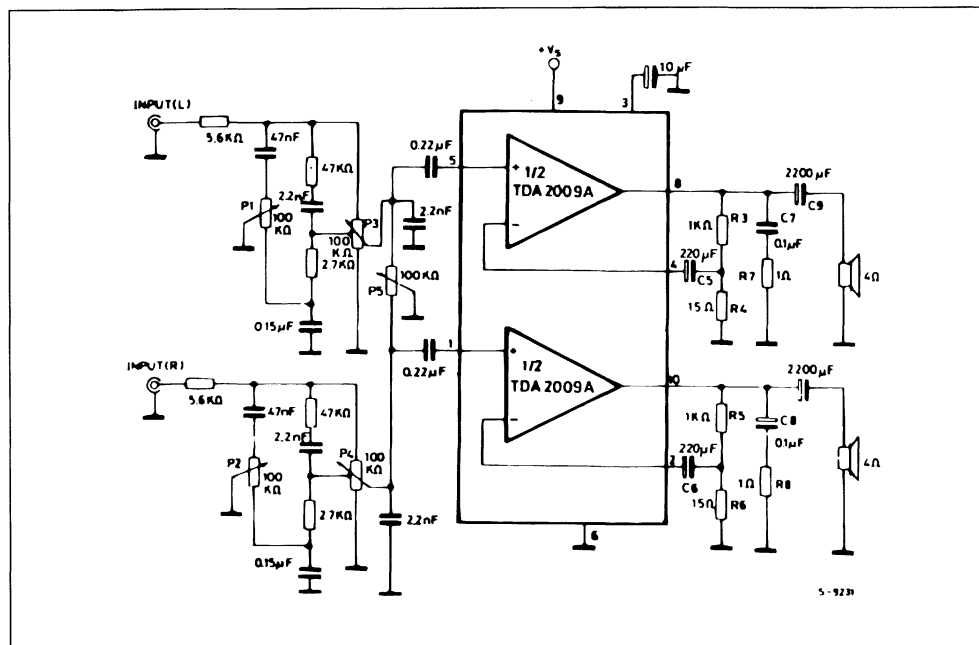 +Vs
10 µF
9
3
INPUT(L)
5.6KΩ
47nF
47KΩ
2.2nF
P1
100
KΩ
P3
100
KΩ
2.7KΩ
0.15µF
0.22µF
5
2.2nF
100KΩ
P5
1
0.22µF
+
1/2
TDA 2009A
−
8
4
220µF
C5
R3
1KΩ
15Ω
R4
C7
0.1µF
R7
1Ω
2200 µF
C9
4Ω
INPUT(R)
5.6KΩ
47nF
47KΩ
2.2nF
P2
100
KΩ
P4
100
KΩ
2.7KΩ
0.15µF
2.2nF
+
1/2
TDA 2009A
−
10
2
220µF
C6
1KΩ
R5
15Ω
R6
C8
0.1µF
1Ω
R8
2200µF
4Ω
6
S-9231